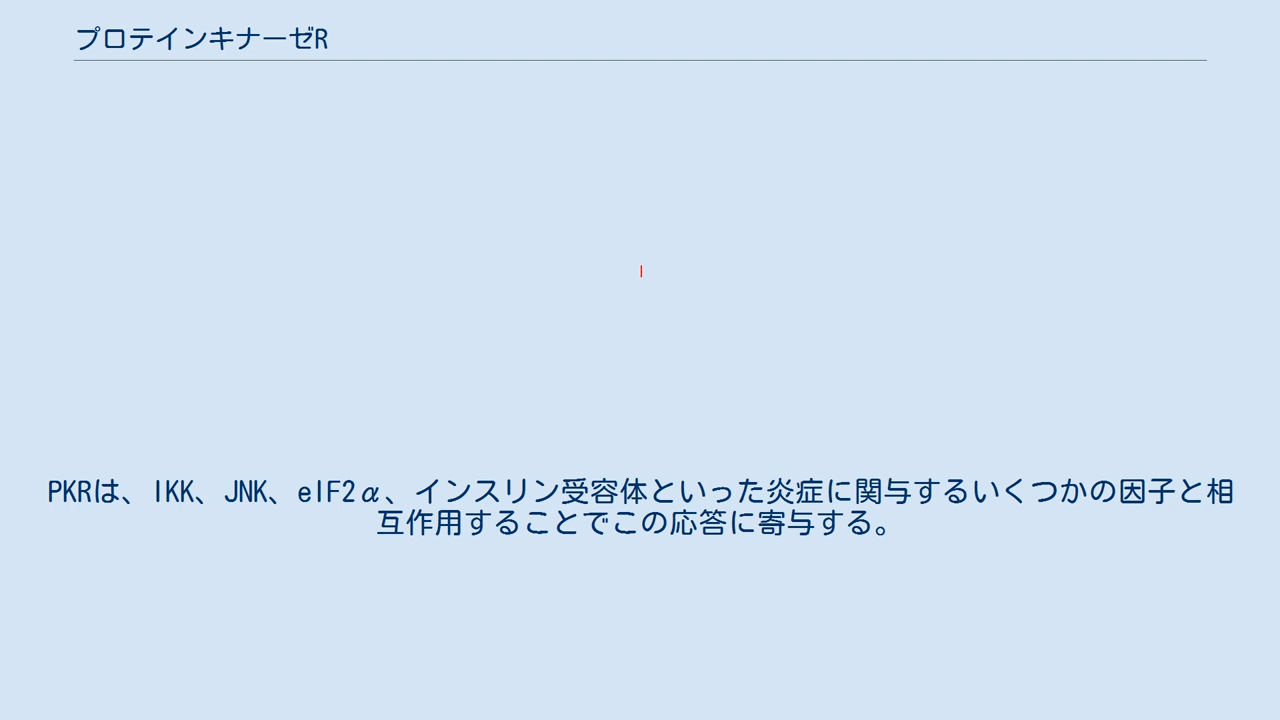 プロテインキナーゼR
PKRは、IKK、JNK、eIF2α、インスリン受容体といった炎症に関与するいくつかの因子と相
互作用することでこの応答に寄与する。